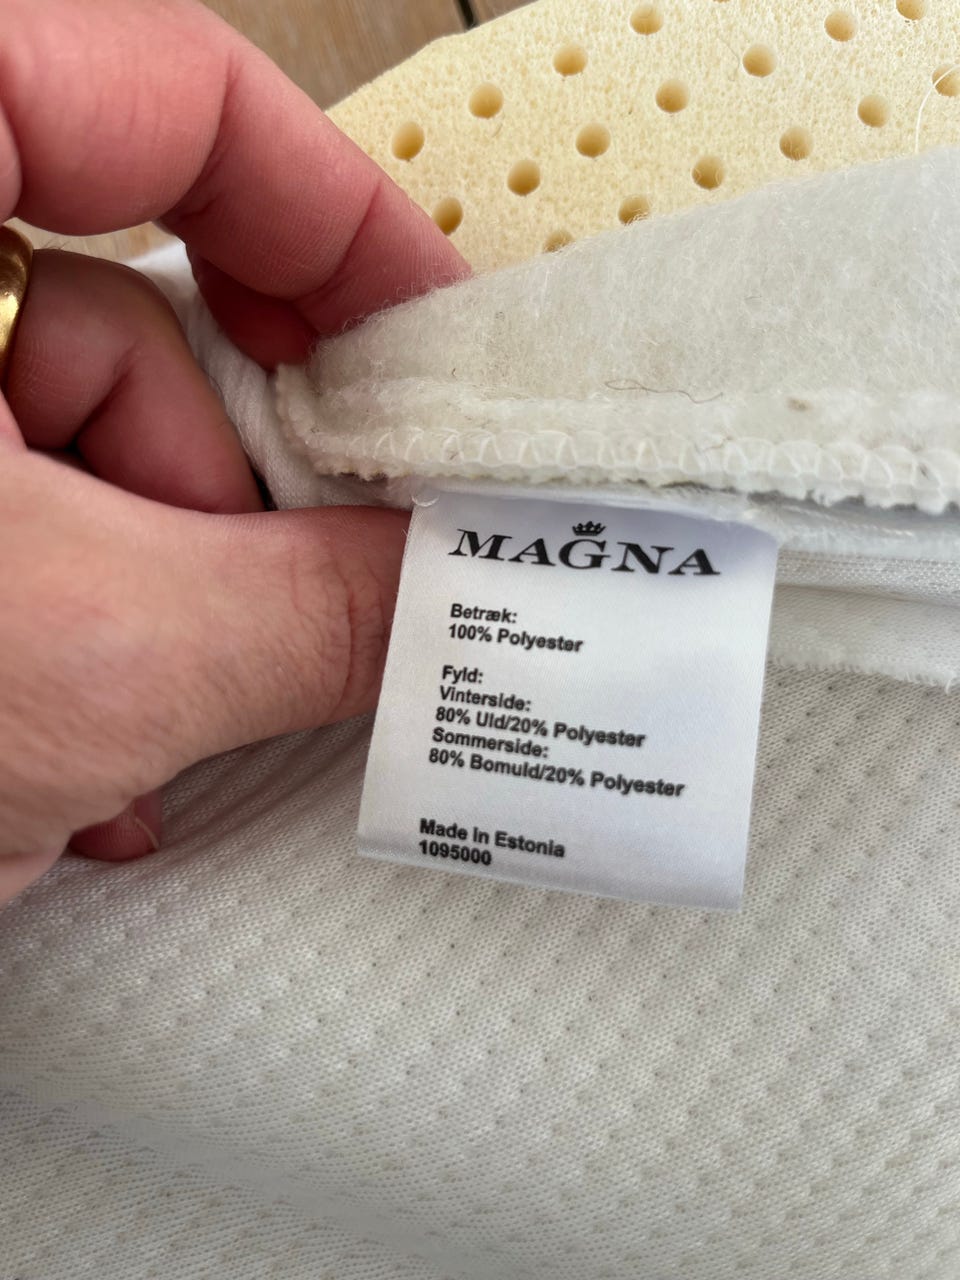 MAGNA
Betræk:
100% Polyester
Fyld:
Vinterside:
80% Uld/20% Polyester
Sommerside:
80% Bomuld/20% Polyester
Made In Estonia
1095000